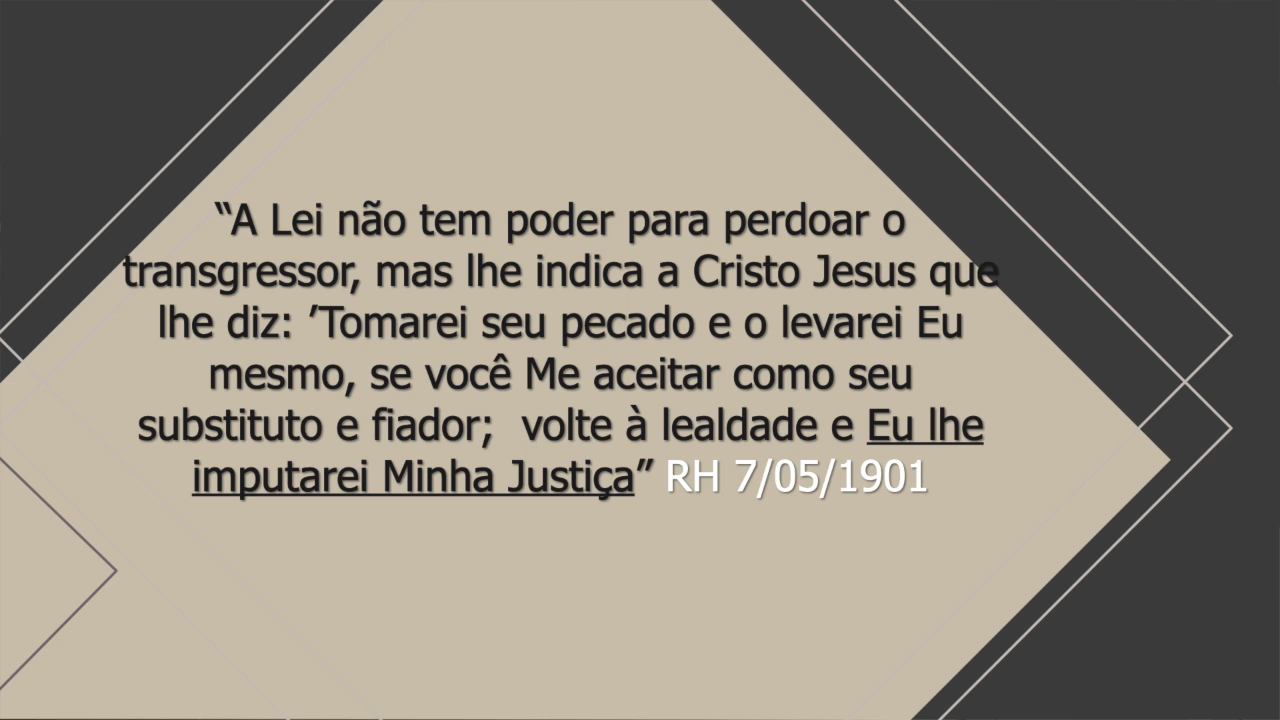 “A Lei não tem poder para perdoar o
transgressor, mas lhe indica a Cristo Jesus que
lhe diz: ’Tomarei seu pecado e o levarei Eu
mesmo, se você Me aceitar como seu
substituto e fiador;  volte à lealdade e Eu lhe
imputarei Minha Justiça” RH 7/05/1901